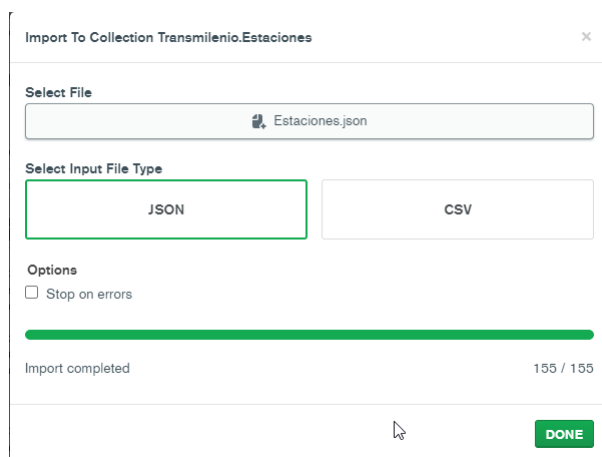 Import To Collection Transmilenio.Estaciones
×
Select File
Estaciones.json
Select Input File Type
JSON CSV
Options
Stop on errors
Import completed 155 / 155
DONE